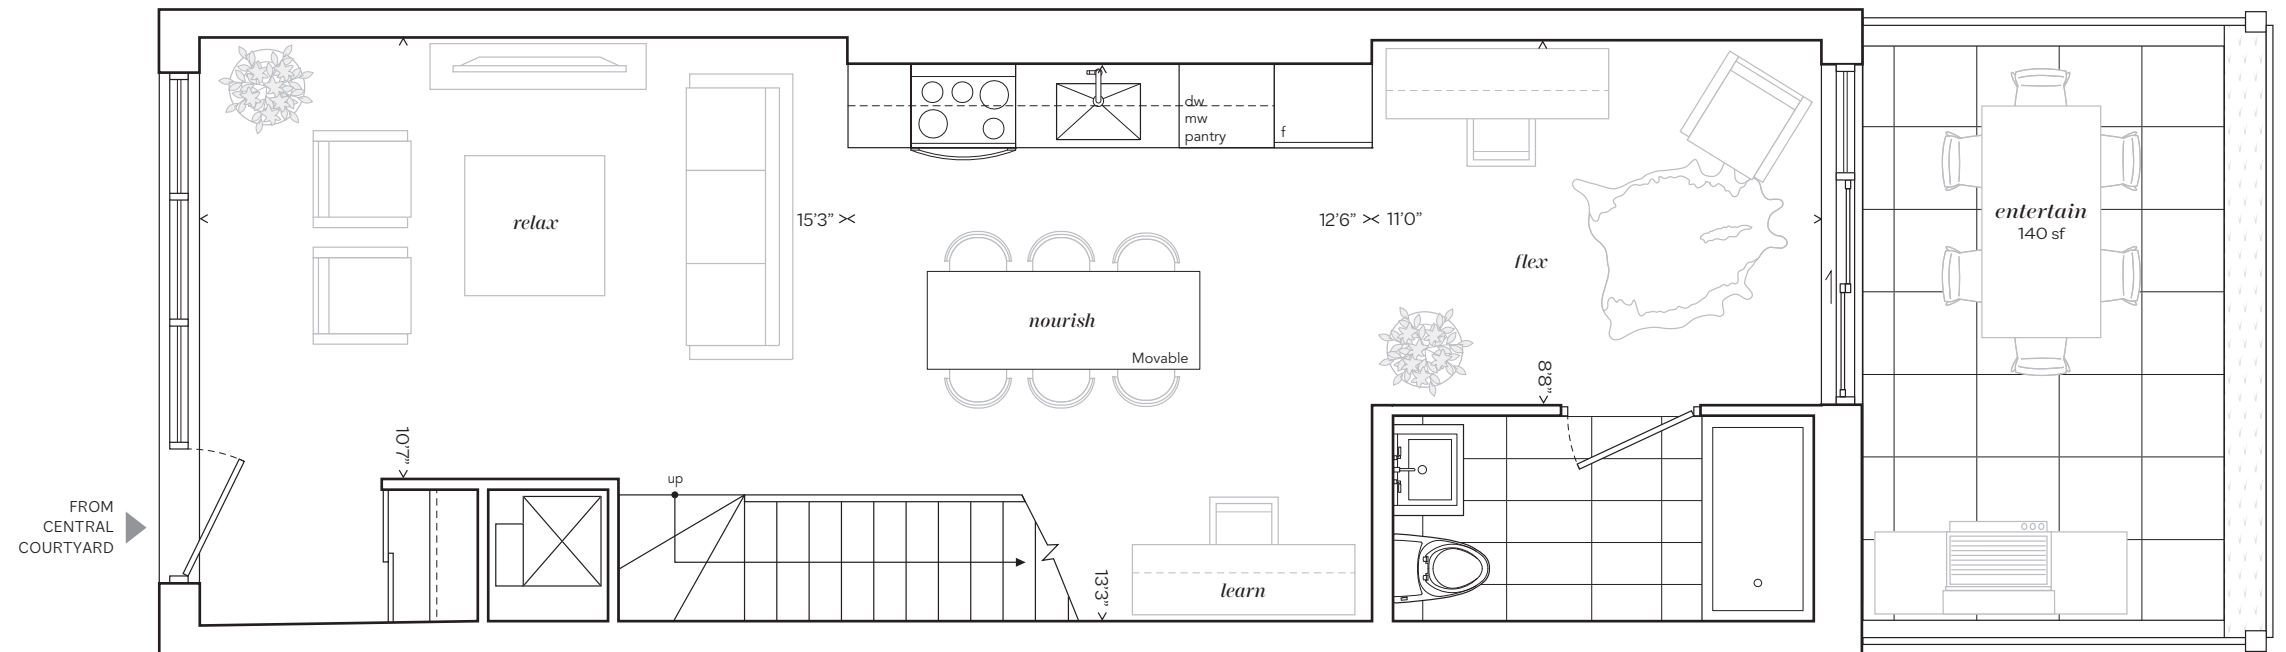 dw
mw
pantry
f
relax
15'3"
12'6"
11'0"
entertain
140 sf
flex
nourish
Movable
8'8"
10'7"
up
FROM
CENTRAL
COURTYARD
13'3"
learn